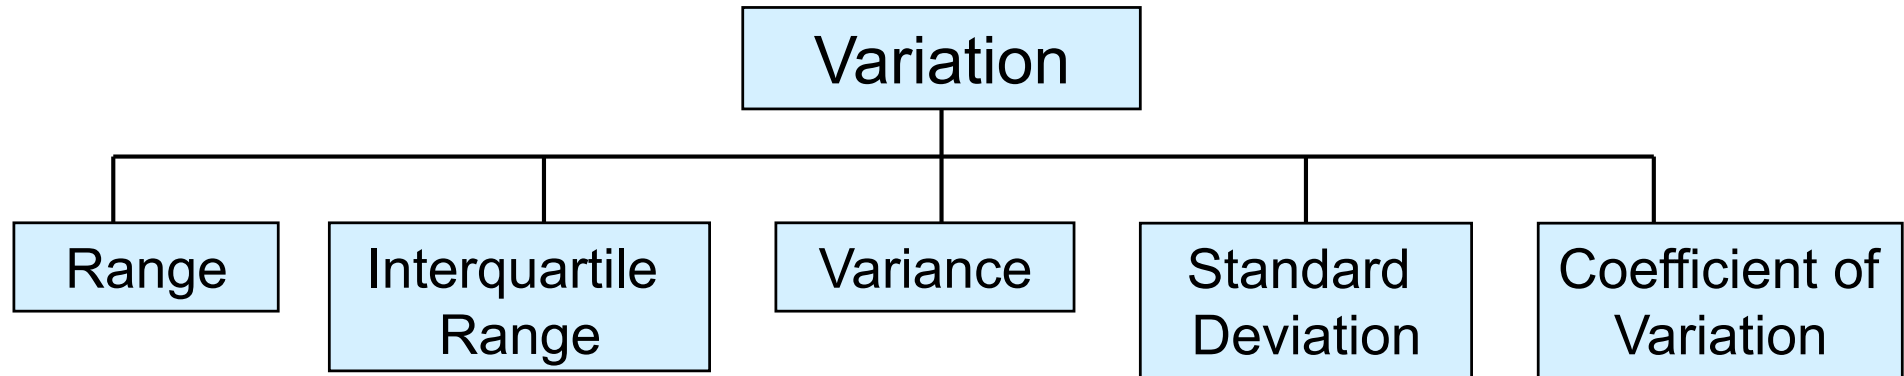 Variation
Range
Interquartile
Range
Variance
Standard
Deviation
Coefficient of
Variation